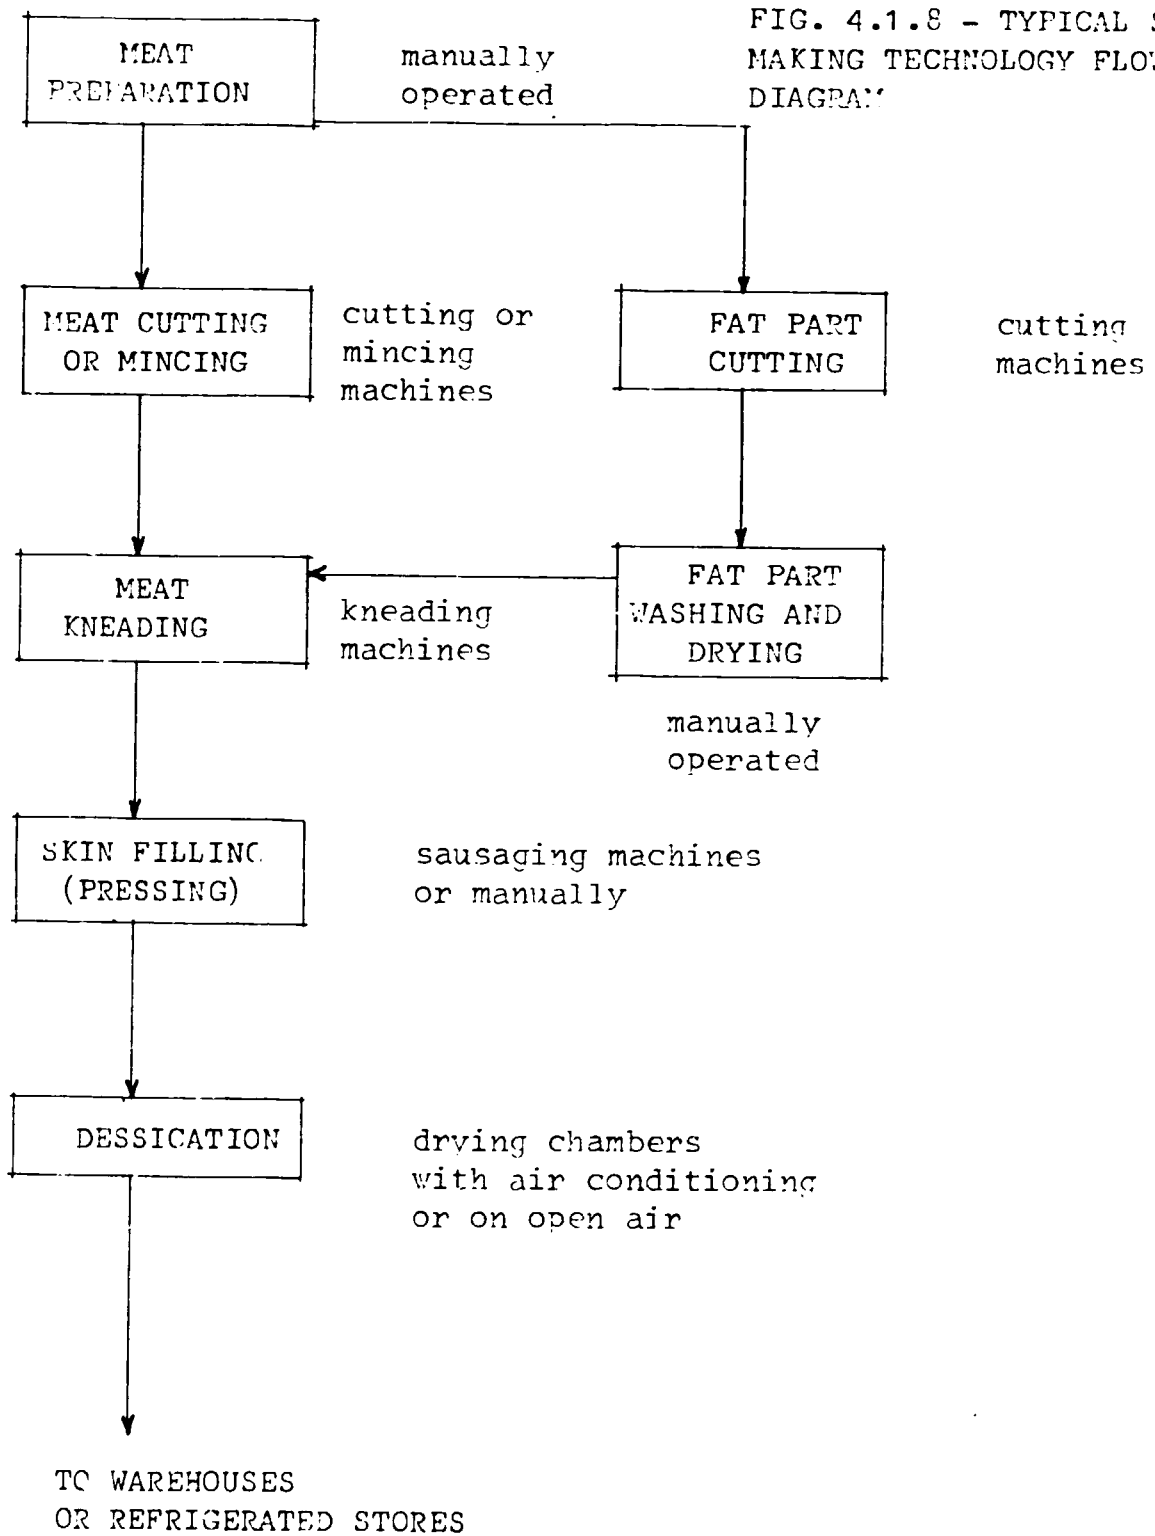 FIG. 4.1.8 - TYPICAL
MAKING TECHNOLOGY
DIAGRAM
MEAT
PREPARATION
manually
operated
MEAT CUTTING
OR MINCING
cutting or
mincing
machines
FAT PART
CUTTING
cutting
machines
MEAT
KNEADING
kneading
machines
FAT PART
WASHING AND
DRYING
manually
operated
SKIN FILLING
(PRESSING)
sausaging machines
or manually
DESSICATION
drying chambers
with air conditioning
or on open air
TO WAREHOUSES
OR REFRIGERATED STORES